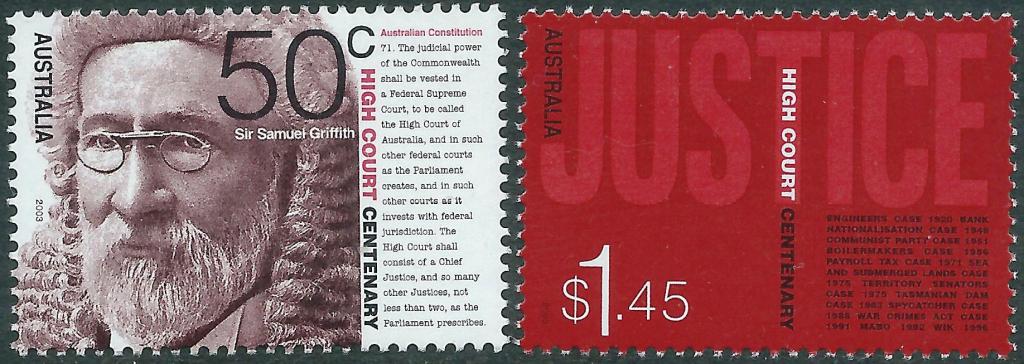 AUSTRALIA
2003
50c
Sir Samuel Griffith
HIGH COURT CENTENARY
Australian Constitution
71. The judicial power
of the Commonwealth
shall be vested in
a Federal Supreme
Court, to be called
the High Court of
Australia, and in such
other federal courts
as the Parliament
creates, and in such
other courts as it
invests with federal
jurisdiction. The
High Court shall
consist of a Chief
Justice, and so many
other Justices, not
less than two, as the
Parliament prescribes.
AUSTRALIA
JUSTICE
HIGH COURT CENTENARY
$1.45
ENGINEERS CASE 1920 BANK
NATIONALISATION CASE 1948
COMMUNIST PARTY CASE 1951
BOILERMAKERS CASE 1956
PAYROLL TAX CASE 1971 SEA
AND SUBMERGED LANDS CASE
1975 TERRITORY SENATORS
CASE 1975 TASMANIAN DAM
CASE 1983 SPYCATCHER CASE
1988 WAR CRIMES ACT CASE
1991 MABO 1992 WIK 1996